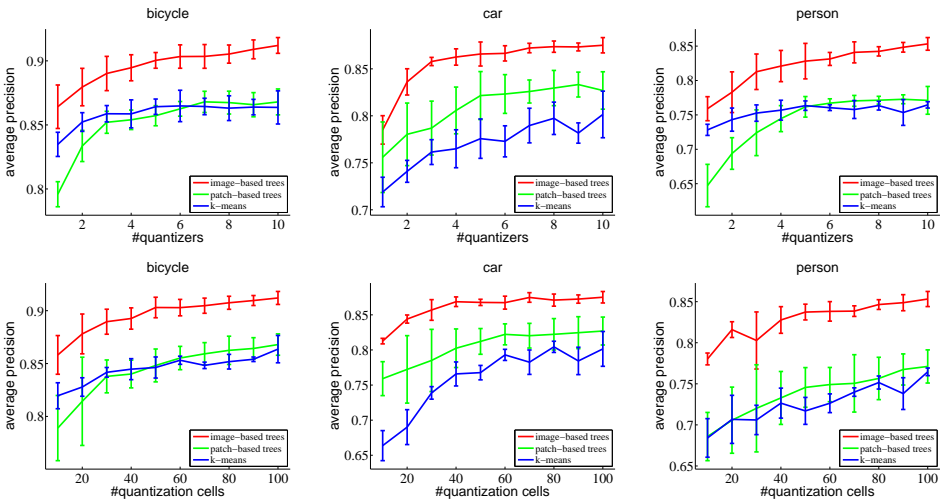 bicycle
average precision
0.9
0.85
0.8
image-based trees
patch-based trees
k-means
2 4 6 8 10
#quantizers
car
average precision
0.9
0.85
0.8
0.75
0.7
image-based trees
patch-based trees
k-means
2 4 6 8 10
#quantizers
person
average precision
0.85
0.75
0.65
image-based trees
patch-based trees
k-means
2 4 6 8 10
#quantizers
bicycle
average precision
0.9
0.85
0.8
image-based trees
patch-based trees
k-means
20 40 60 80 100
#quantization cells
car
average precision
0.85
0.8
0.75
0.7
0.65
image-based trees
patch-based trees
k-means
20 40 60 80 100
#quantization cells
person
average precision
0.85
0.75
0.65
image-based trees
patch-based trees
k-means
20 40 60 80 100
#quantization cells